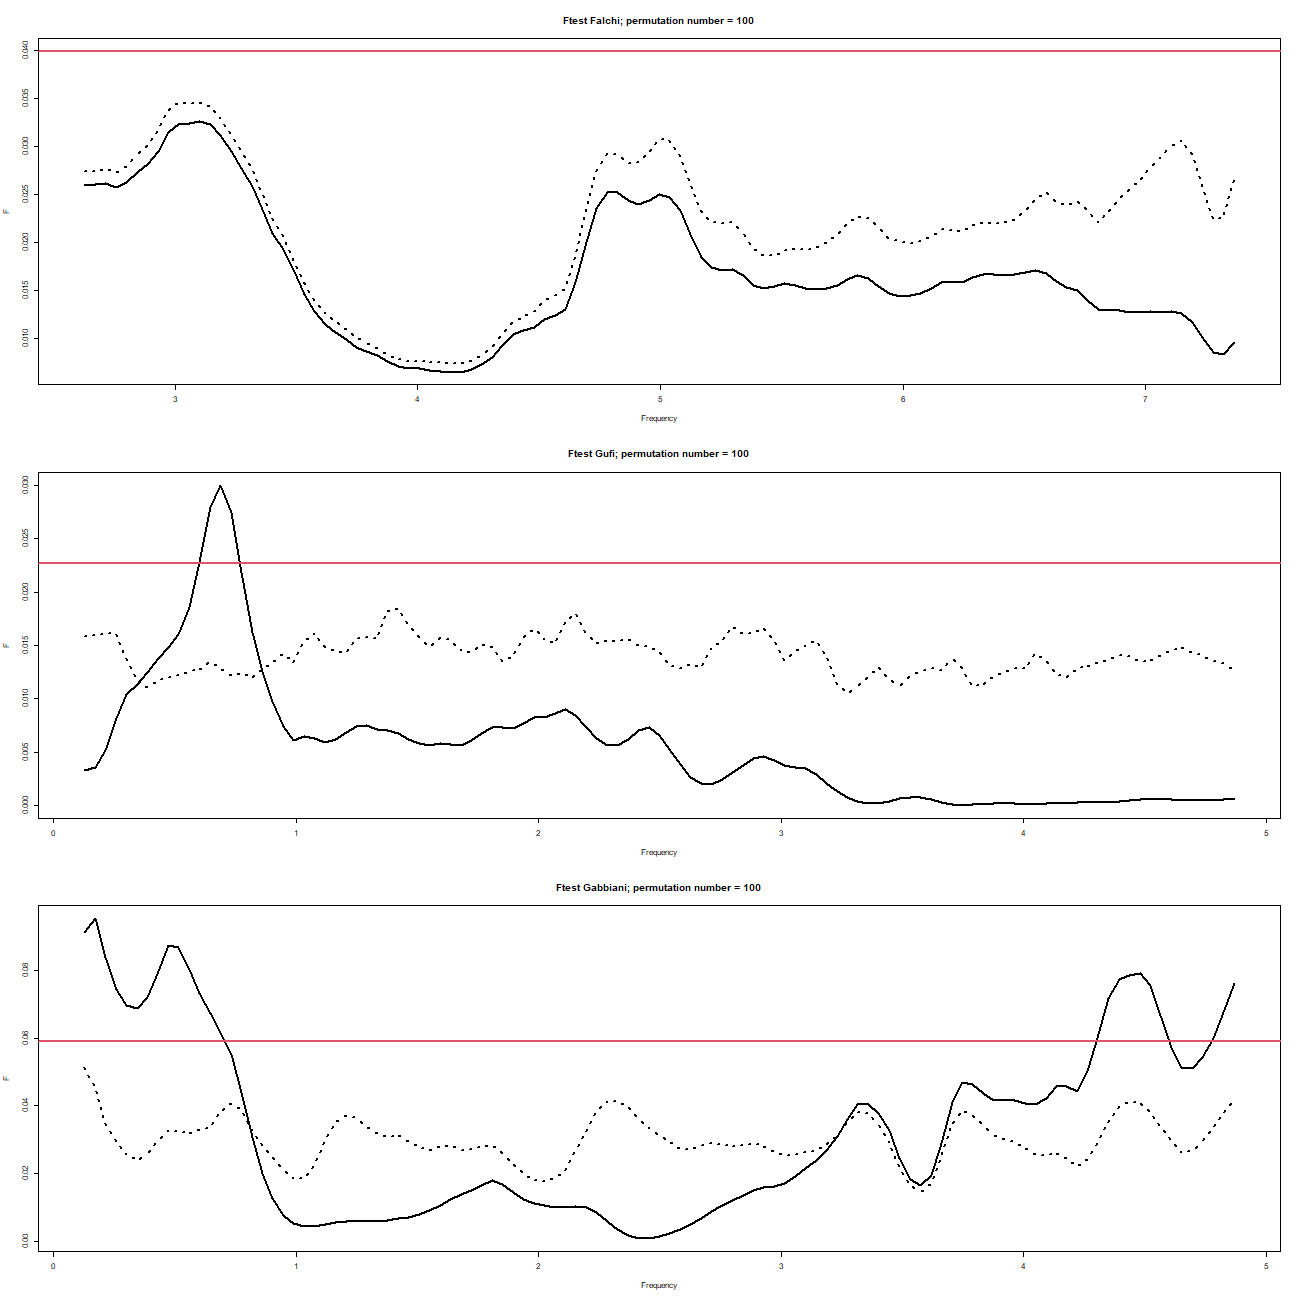 Ftest Falchi; permutation number = 100
0.040
0.035
0.030
0.025
0.020
0.015
0.010
F
3 4 5 6 7
Frequency
Ftest Gufi; permutation number = 100
0.030
0.025
0.020
0.015
0.010
0.005
0.000
F
0 1 2 3 4 5
Frequency
Ftest Gabbiani; permutation number = 100
0.08
0.06
0.04
0.02
0.00
F
0 1 2 3 4 5
Frequency